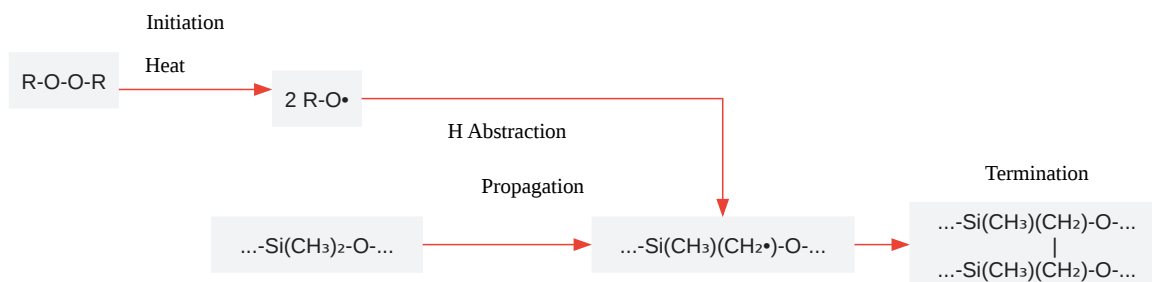 Initiation
Heat
R-O-O-R
2 R-O•
H Abstraction
Propagation
Termination
...-Si(CH₃)₂-O-...
...-Si(CH₃)(CH₂•)-O-...
...-Si(CH₃)(CH₂)-O-...
|
...-Si(CH₃)(CH₂)-O-...